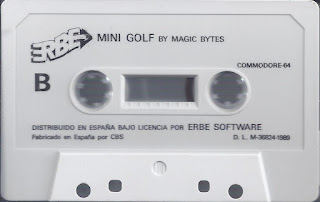 ERBE MINI GOLF BY MAGIC BYTES
COMMODORE-64
B
DISTRIBUIDO EN ESPAÑA BAJO LICENCIA POR ERBE SOFTWARE
Fabricado en España por CBS D. L. M-36824-1989